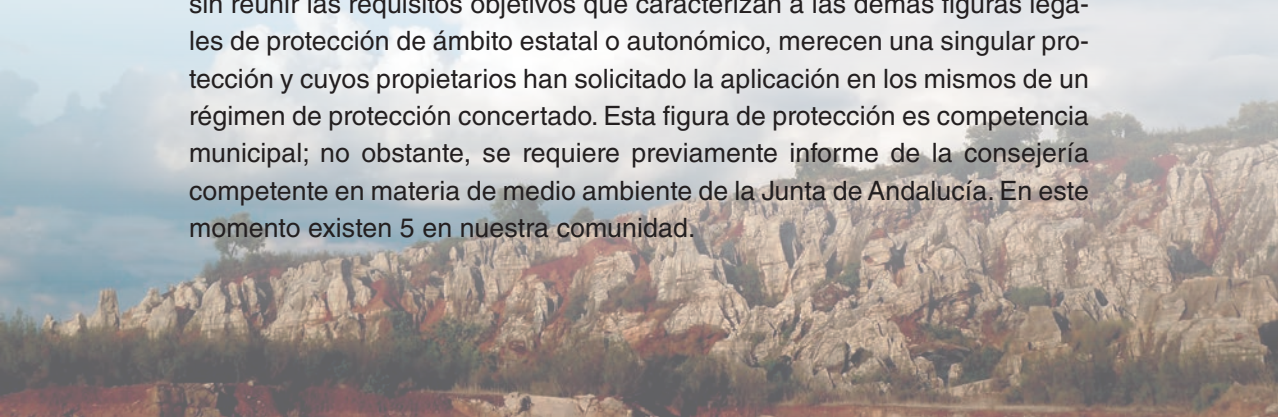 sin reunir las requisitos objetivos que caracterizan a las demás figuras lega-
les de protección de ámbito estatal o autonómico, merecen una singular pro-
tección y cuyos propietarios han solicitado la aplicación en los mismos de un
régimen de protección concertado. Esta figura de protección es competencia
municipal; no obstante, se requiere previamente informe de la consejería
competente en materia de medio ambiente de la Junta de Andalucía. En este
momento existen 5 en nuestra comunidad.